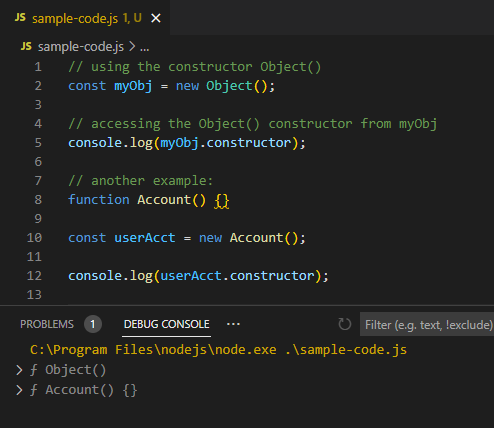 JS sample-code.js 1, U ×
JS sample-code.js > ...
1 // using the constructor Object()
2 const myObj = new Object();
3
4 // accessing the Object() constructor from myObj
5 console.log(myObj.constructor);
6
7 // another example:
8 function Account() {}
9
10 const userAcct = new Account();
11
12 console.log(userAcct.constructor);
13
PROBLEMS 1 DEBUG CONSOLE ... Filter (e.g. text, !exclude)
C:\Program Files\nodejs\node.exe .\sample-code.js
> ƒ Object()
> ƒ Account() {}